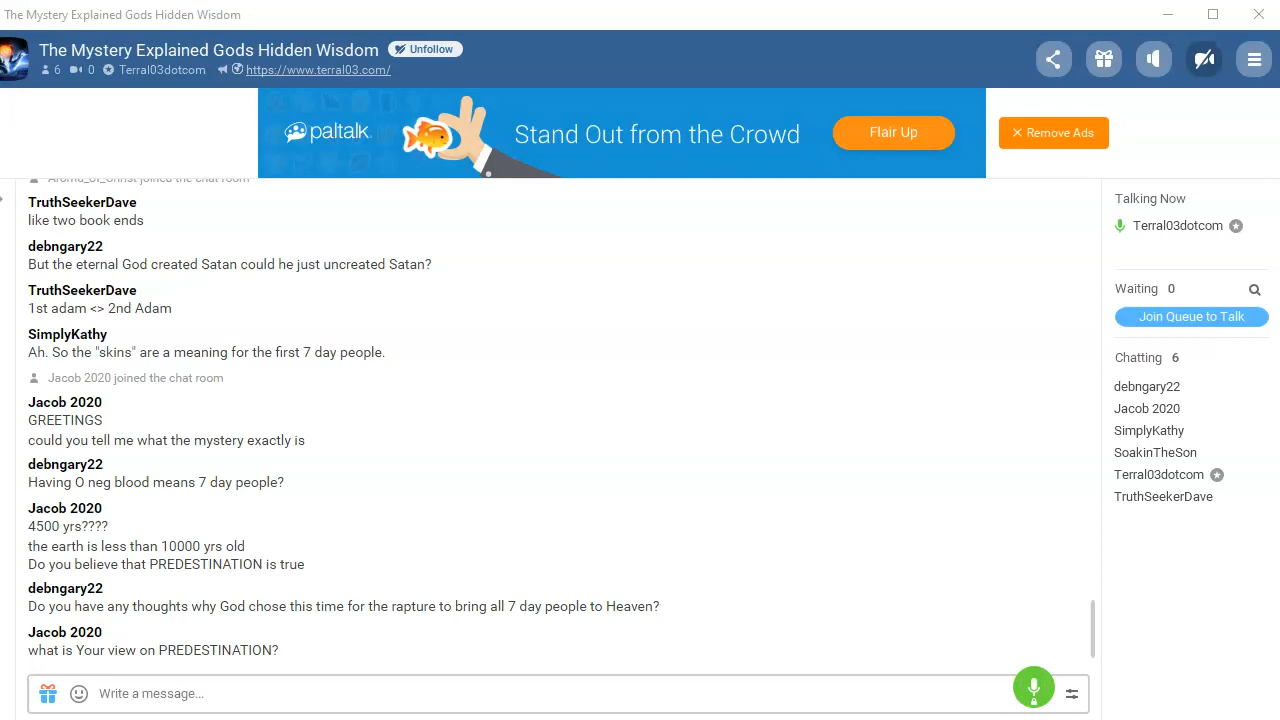 The Mystery Explained Gods Hidden Wisdom
The Mystery Explained Gods Hidden Wisdom
Unfollow
6 0 Terral03dotcom https://www.terral03.com/
paltalk
Stand Out from the Crowd
Flair Up
Remove Ads
Aroma_Of_Christ joined the chat room
TruthSeekerDave
like two book ends
debngary22
But the eternal God created Satan could he just uncreated Satan?
TruthSeekerDave
1st adam <> 2nd Adam
SimplyKathy
Ah. So the "skins" are a meaning for the first 7 day people.
Jacob 2020 joined the chat room
Jacob 2020
GREETINGS
could you tell me what the mystery exactly is
debngary22
Having O neg blood means 7 day people?
Jacob 2020
4500 yrs????
the earth is less than 10000 yrs old
Do you believe that PREDESTINATION is true
debngary22
Do you have any thoughts why God chose this time for the rapture to bring all 7 day people to Heaven?
Jacob 2020
what is Your view on PREDESTINATION?
Write a message...
Talking Now
Terral03dotcom
Waiting 0
Join Queue to Talk
Chatting 6
debngary22
Jacob 2020
SimplyKathy
SoakinTheSon
Terral03dotcom
TruthSeekerDave